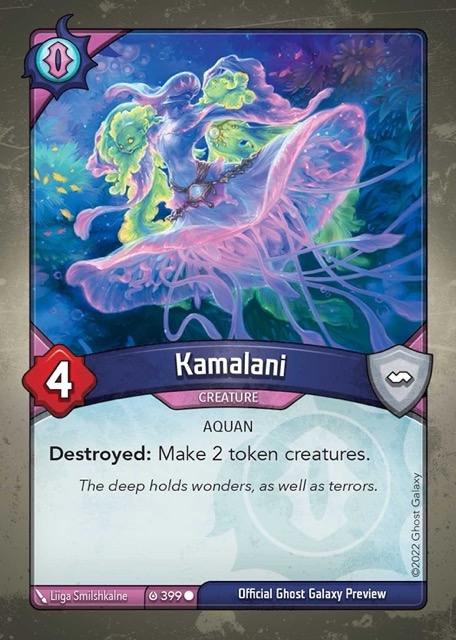 4
Kamalani
CREATURE
AQUAN
Destroyed: Make 2 token creatures.
The deep holds wonders, as well as terrors.
©2022 Ghost Galaxy
Liiga Smilshkalne
399
Official Ghost Galaxy Preview